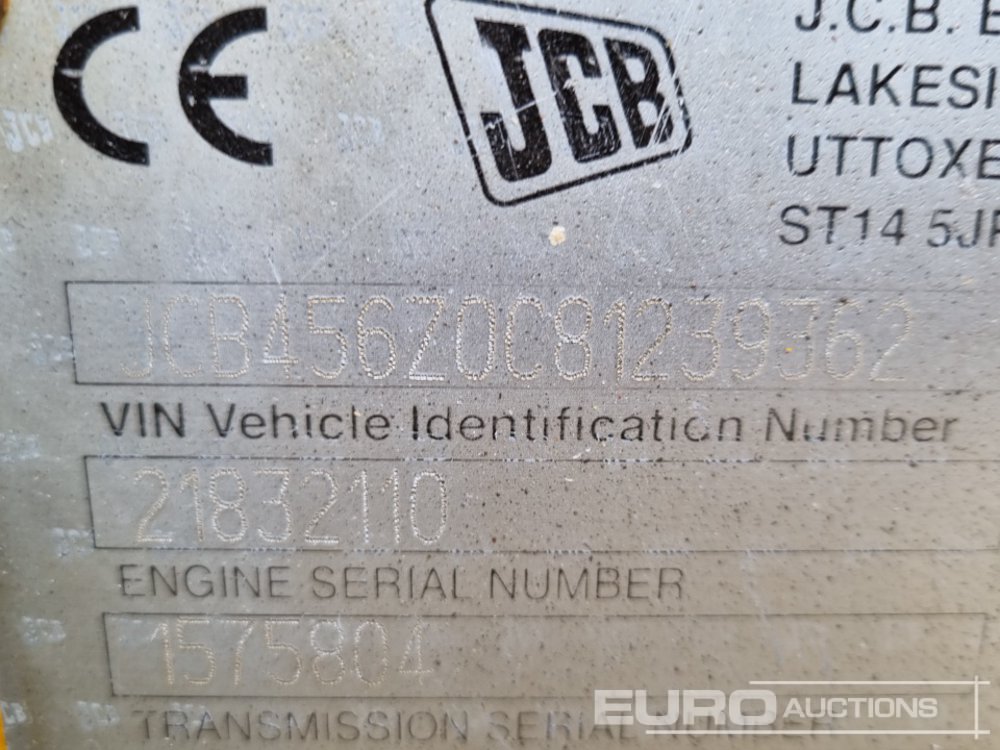 CE
JCB
J.C.B. E
LAKESI
UTTOXE
ST14 5JP
JCB456Z0C81239362
VIN Vehicle Identification Number
21832110
ENGINE SERIAL NUMBER
1575804
TRANSMISSION SERIAL NUMBER
EURO AUCTIONS